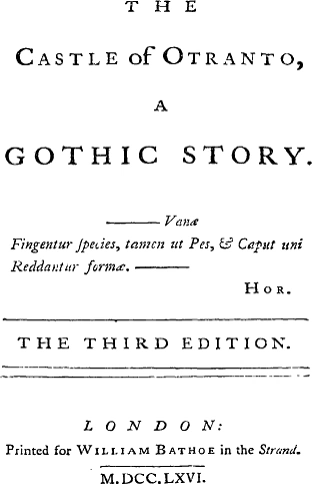 THE
CASTLE of OTRANTO,
A
GOTHIC STORY.
——— Vanæ
Fingentur ſpecies, tamen ut Pes, & Caput uni
Reddantur formæ. ———
HOR.
THE THIRD EDITION.
LONDON:
Printed for WILLIAM BATHOE in the Strand.
M.DCC.LXVI.